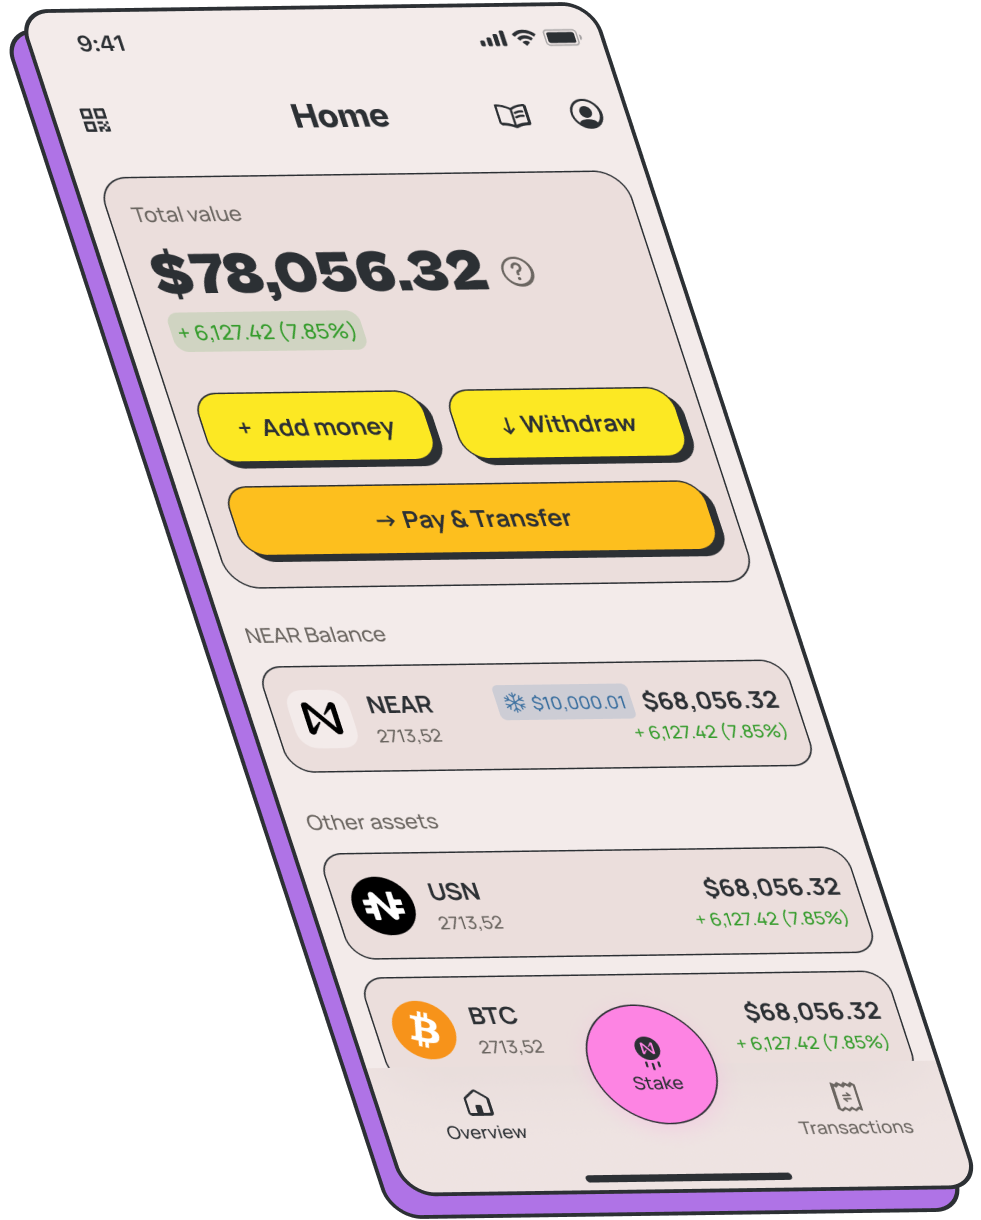 9:41
Home
Total value
$78,056.32
+ 6,127.42 (7.85%)
+ Add money
↓ Withdraw
→ Pay & Transfer
NEAR Balance
NEAR $10,000.01 $68,056.32
2713,52 + 6,127.42 (7.85%)
Other assets
USN $68,056.32
2713,52 + 6,127.42 (7.85%)
BTC $68,056.32
2713,52 + 6,127.42 (7.85%)
Stake
Overview
Transactions